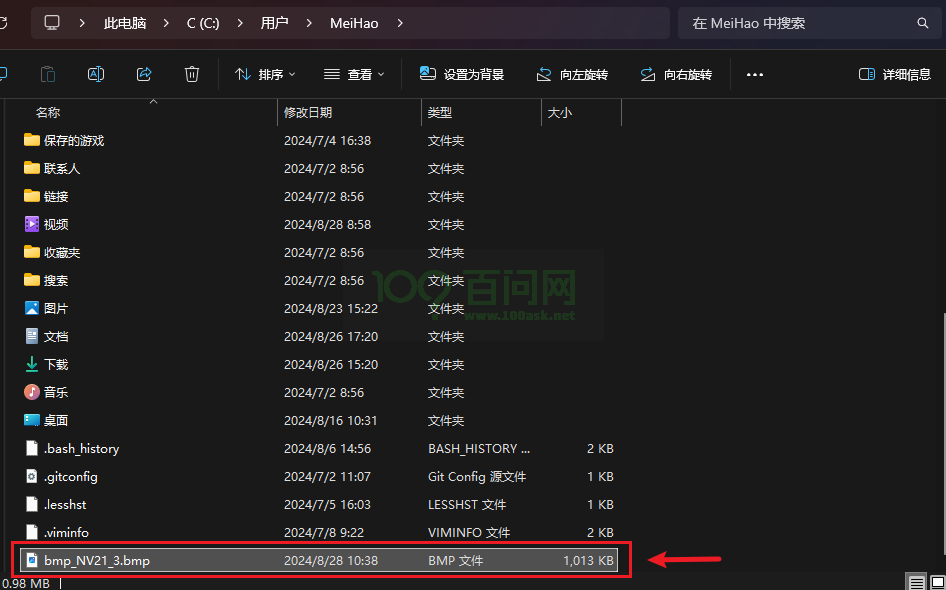 此电脑 > C (C:) > 用户 > MeiHao > 在 MeiHao 中搜索
排序 查看 设置为背景 向左旋转 向右旋转 ... 详细信息
名称 修改日期 类型 大小
保存的游戏 2024/7/4 16:38 文件夹
联系人 2024/7/2 8:56 文件夹
链接 2024/7/2 8:56 文件夹
视频 2024/8/28 8:58 文件夹
收藏夹 2024/7/2 8:56 文件夹
搜索 2024/7/2 8:56 文件夹
100 百问网
图片 2024/8/23 15:22 文件夹
www.100ask.net
文档 2024/8/26 17:20 文件夹
下载 2024/8/26 15:20 文件夹
音乐 2024/7/2 8:56 文件夹
桌面 2024/8/16 10:31 文件夹
.bash_history 2024/8/6 14:56 BASH_HISTORY ... 2 KB
.gitconfig 2024/7/2 11:07 Git Config 源文件 1 KB
.lesshst 2024/7/5 16:03 LESSHST 文件 1 KB
.viminfo 2024/7/8 9:22 VIMINFO 文件 2 KB
bmp_NV21_3.bmp 2024/8/28 10:38 BMP 文件 1,013 KB
0.98 MB